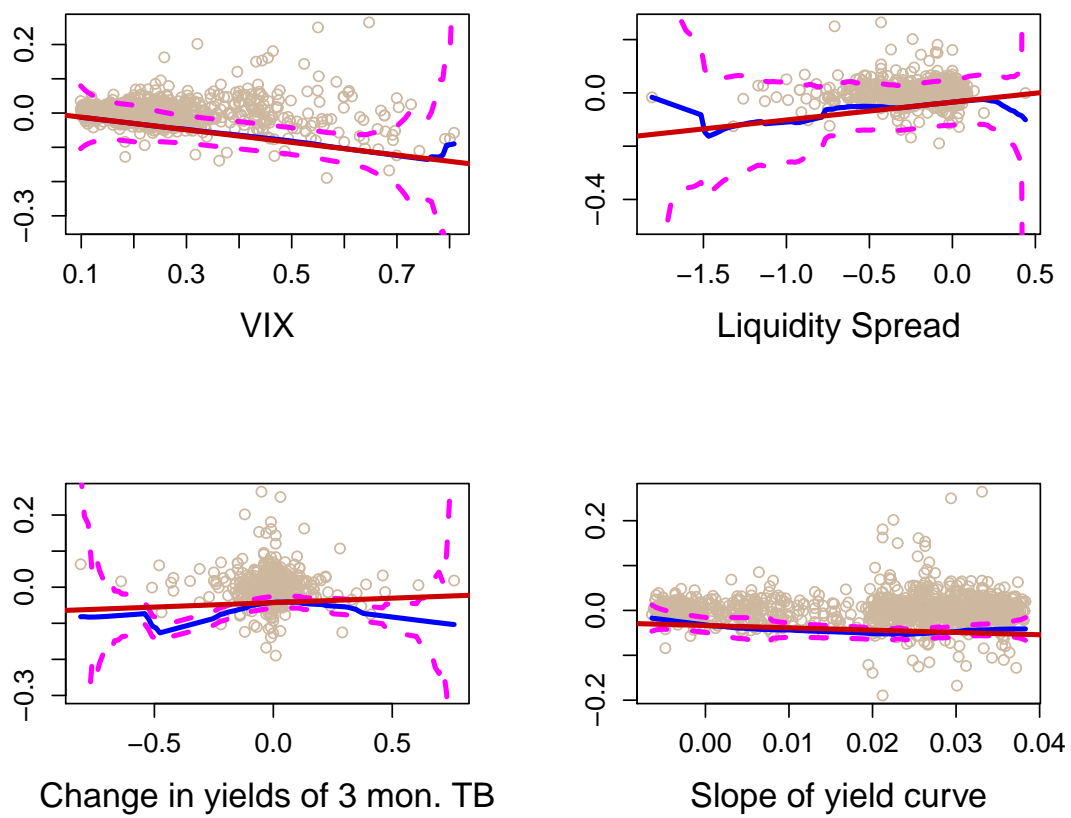 0.2
0.0
−0.3
0.1 0.3 0.5 0.7
VIX
0.0
−0.4
−1.5 −1.0 −0.5 0.0 0.5
Liquidity Spread
0.2
0.0
−0.3
−0.5 0.0 0.5
Change in yields of 3 mon. TB
0.2
0.0
−0.2
0.00 0.01 0.02 0.03 0.04
Slope of yield curve